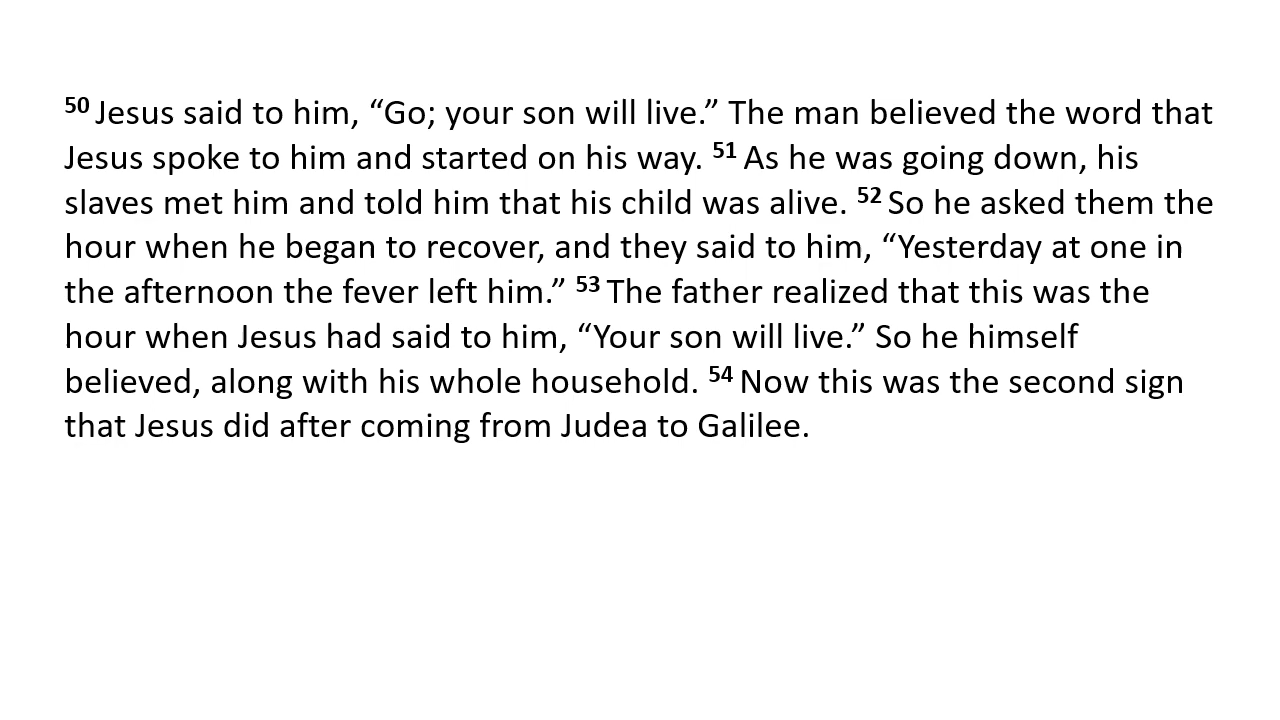 50 Jesus said to him, “Go; your son will live.” The man believed the word that
Jesus spoke to him and started on his way. 51 As he was going down, his
slaves met him and told him that his child was alive. 52 So he asked them the
hour when he began to recover, and they said to him, “Yesterday at one in
the afternoon the fever left him.” 53 The father realized that this was the
hour when Jesus had said to him, “Your son will live.” So he himself
believed, along with his whole household. 54 Now this was the second sign
that Jesus did after coming from Judea to Galilee.